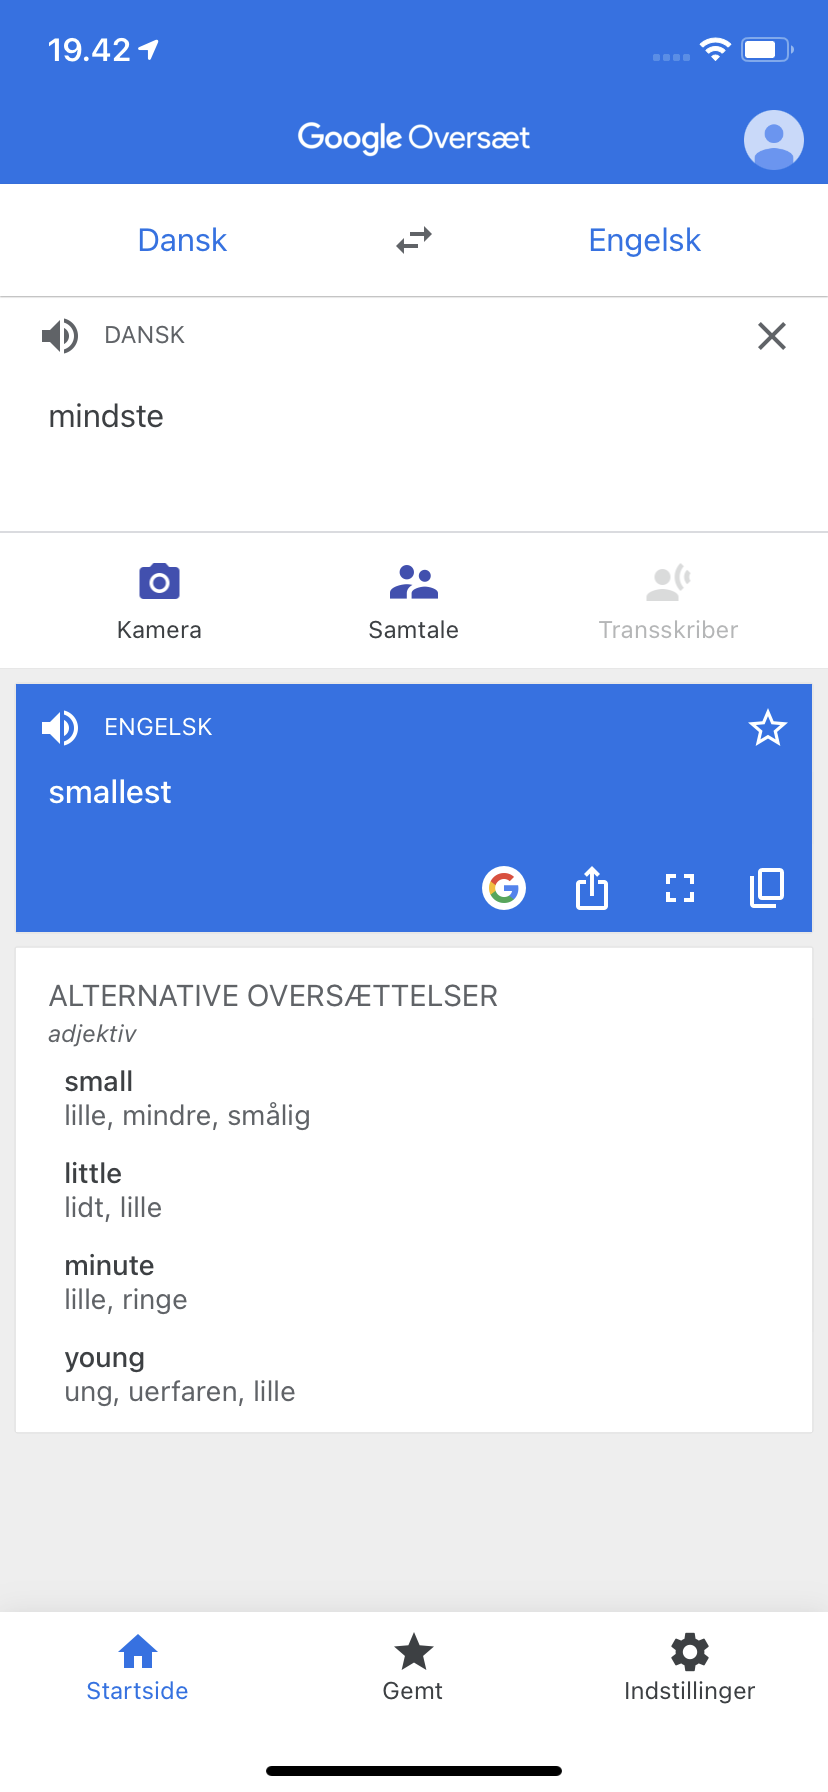 19.42
Google Oversæt
Dansk
Engelsk
DANSK
mindste
Kamera
Samtale
Transskriber
ENGELSK
smallest
ALTERNATIVE OVERSÆTTELSER
adjektiv
small
lille, mindre, smålig
little
lidt, lille
minute
lille, ringe
young
ung, uerfaren, lille
Startside
Gemt
Indstillinger